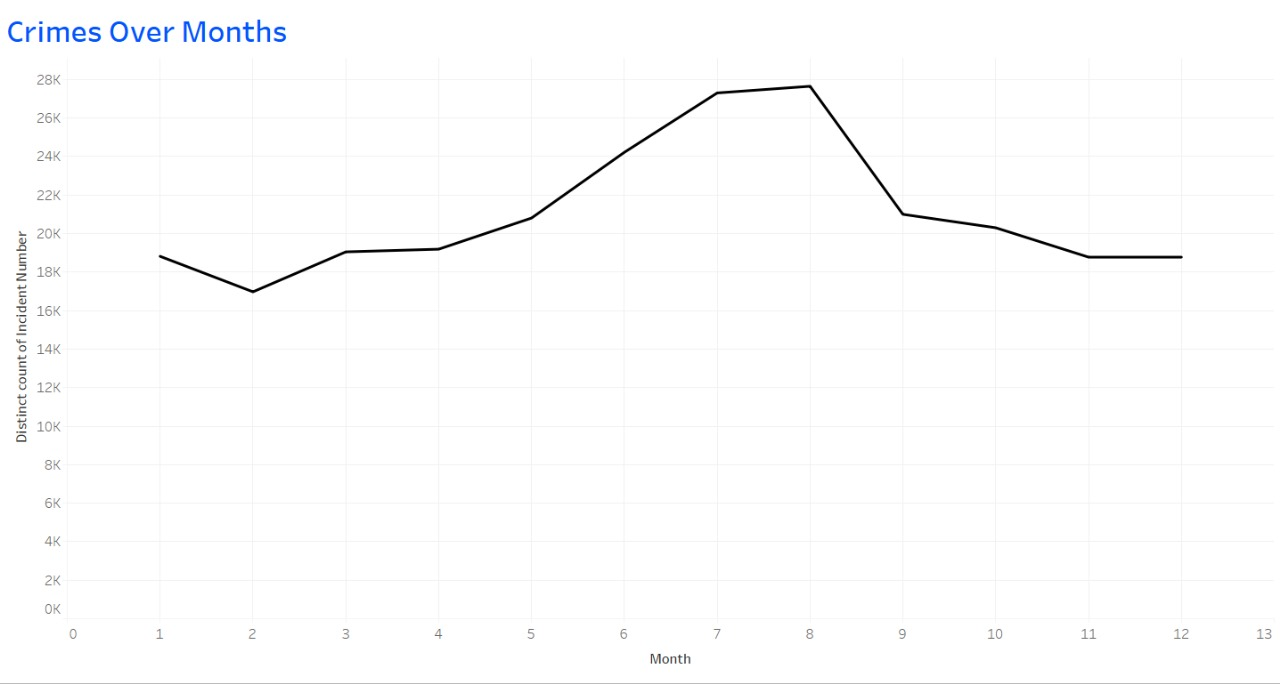 Crimes Over Months
28K
26K
24K
22K
20K
18K
16K
14K
12K
10K
8K
6K
4K
2K
0K
Distinct count of Incident Number
0 1 2 3 4 5 6 7 8 9 10 11 12 13
Month